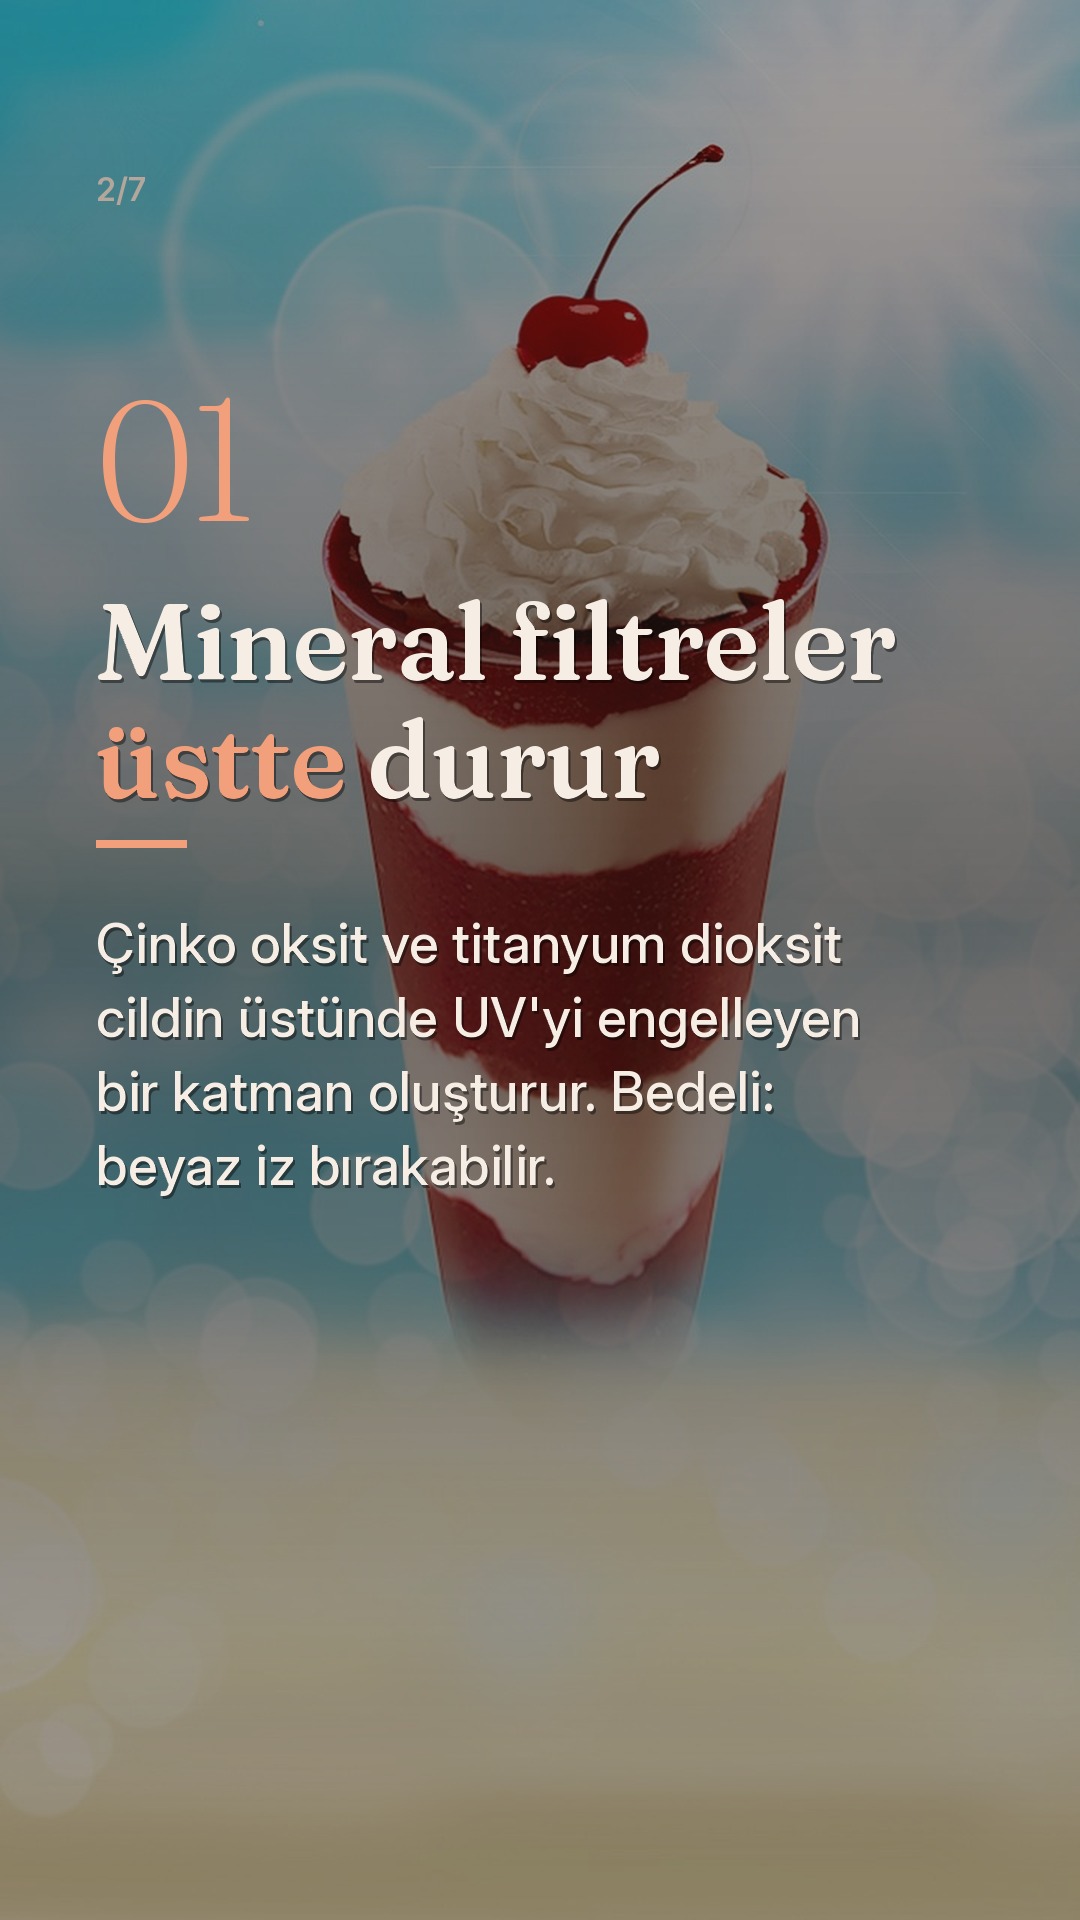 2/7
01
Mineral filtreler
üstte durur
Çinko oksit ve titanyum dioksit
cildin üstünde UV'yi engelleyen
bir katman oluşturur. Bedeli:
beyaz iz bırakabilir.